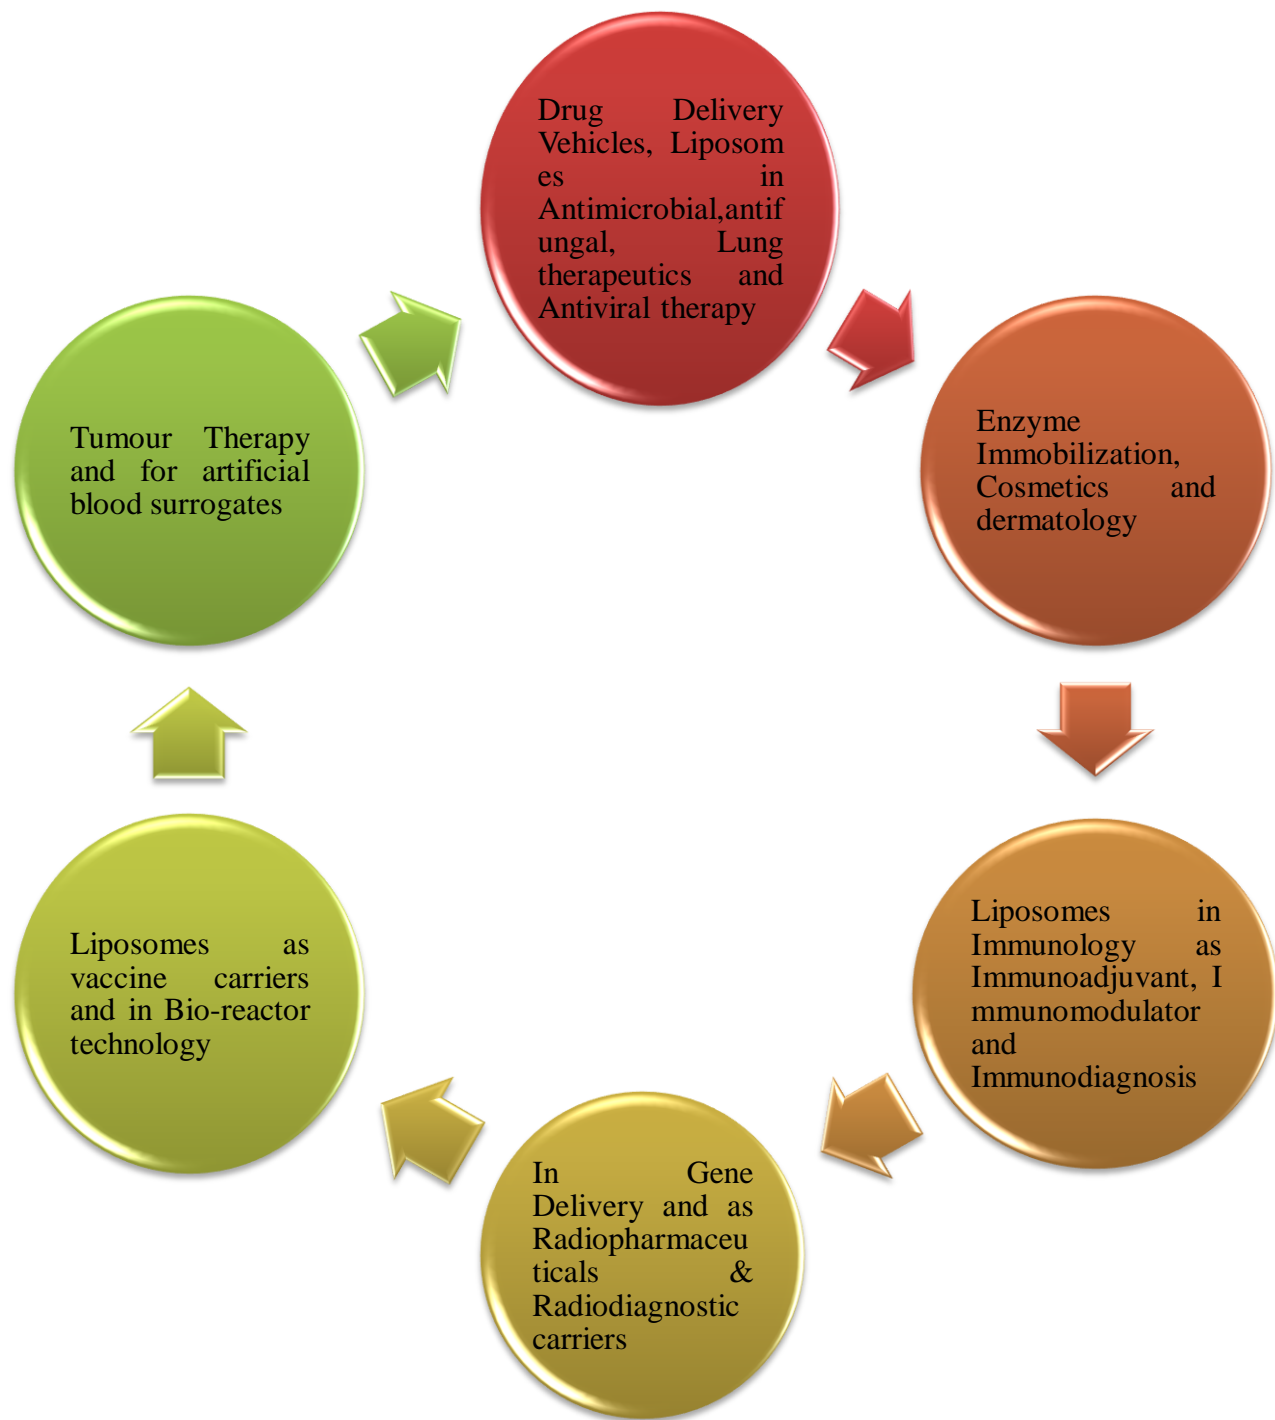 Drug Delivery
Vehicles, Liposom
es in
Antimicrobial,antif
ungal, Lung
therapeutics and
Antiviral therapy
Enzyme
Immobilization,
Cosmetics and
dermatology
Liposomes in
Immunology as
Immunoadjuvant, I
mmunomodulator
and
Immunodiagnosis
In Gene
Delivery and as
Radiopharmaceu
ticals &
Radiodiagnostic
carriers
Liposomes as
vaccine carriers
and in Bio-reactor
technology
Tumour Therapy
and for artificial
blood surrogates